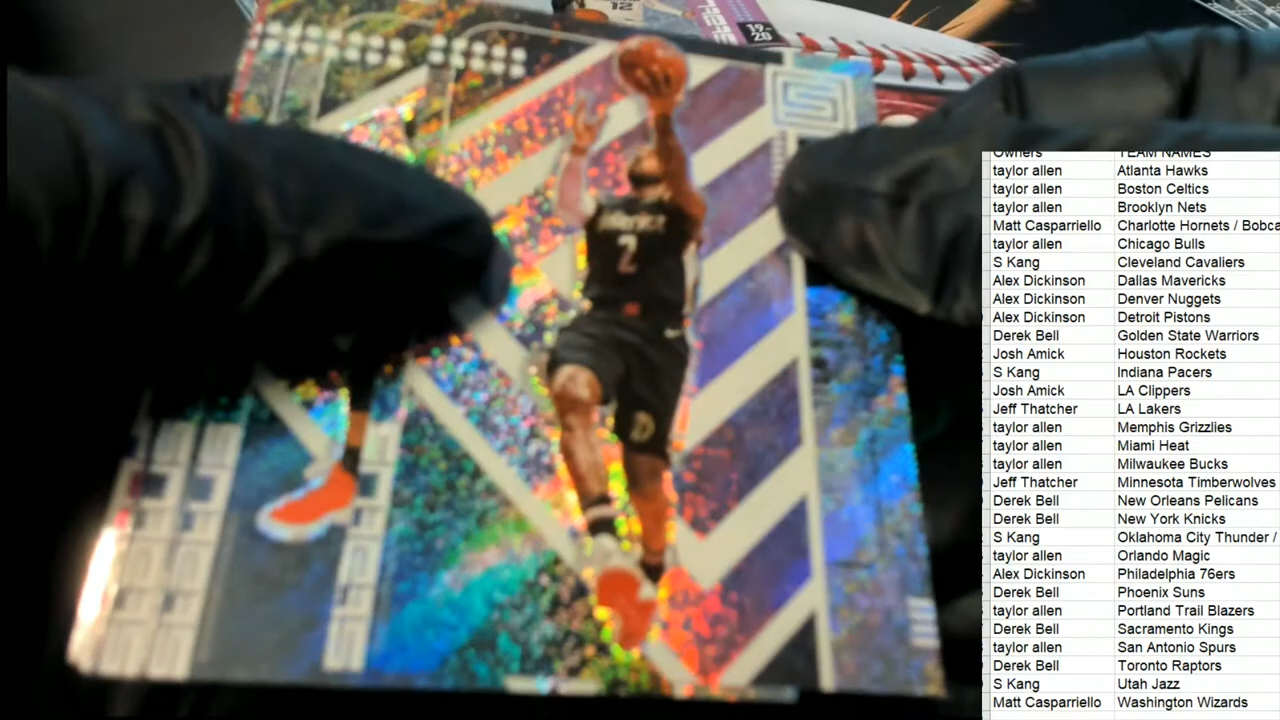 12
19-
20
2
D
Owners TEAM NAMES
taylor allen Atlanta Hawks
taylor allen Boston Celtics
taylor allen Brooklyn Nets
Matt Casparriello Charlotte Hornets / Bobca
taylor allen Chicago Bulls
S Kang Cleveland Cavaliers
Alex Dickinson Dallas Mavericks
Alex Dickinson Denver Nuggets
Alex Dickinson Detroit Pistons
Derek Bell Golden State Warriors
Josh Amick Houston Rockets
S Kang Indiana Pacers
Josh Amick LA Clippers
Jeff Thatcher LA Lakers
taylor allen Memphis Grizzlies
taylor allen Miami Heat
taylor allen Milwaukee Bucks
Jeff Thatcher Minnesota Timberwolves
Derek Bell New Orleans Pelicans
Derek Bell New York Knicks
S Kang Oklahoma City Thunder /
taylor allen Orlando Magic
Alex Dickinson Philadelphia 76ers
Derek Bell Phoenix Suns
taylor allen Portland Trail Blazers
Derek Bell Sacramento Kings
taylor allen San Antonio Spurs
Derek Bell Toronto Raptors
S Kang Utah Jazz
Matt Casparriello Washington Wizards